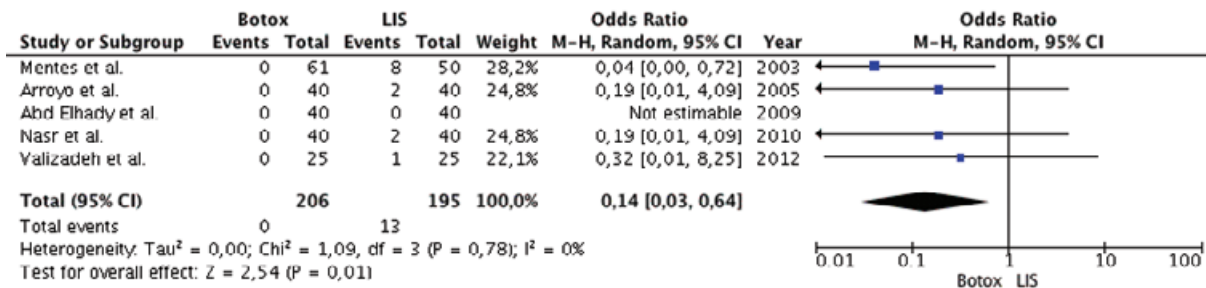 Botox LIS Odds Ratio Odds Ratio
Study or Subgroup Events Total Events Total Weight M-H, Random, 95% CI Year M-H, Random, 95% CI
Mentes et al. 0 61 8 50 28,2% 0,04 [0,00, 0,72] 2003
Arroyo et al. 0 40 2 40 24,8% 0,19 [0,01, 4,09] 2005
Abd Elhady et al. 0 40 0 40 Not estimable 2009
Nasr et al. 0 40 2 40 24,8% 0,19 [0,01, 4,09] 2010
Valizadeh et al. 0 25 1 25 22,1% 0,32 [0,01, 8,25] 2012
Total (95% CI) 206 195 100,0% 0,14 [0,03, 0,64]
Total events 0 13
Heterogeneity: Tau² = 0,00; Chi² = 1,09, df = 3 (P = 0,78); I² = 0%
Test for overall effect: Z = 2,54 (P = 0,01)
0.01 0.1 1 10 100
Botox LIS